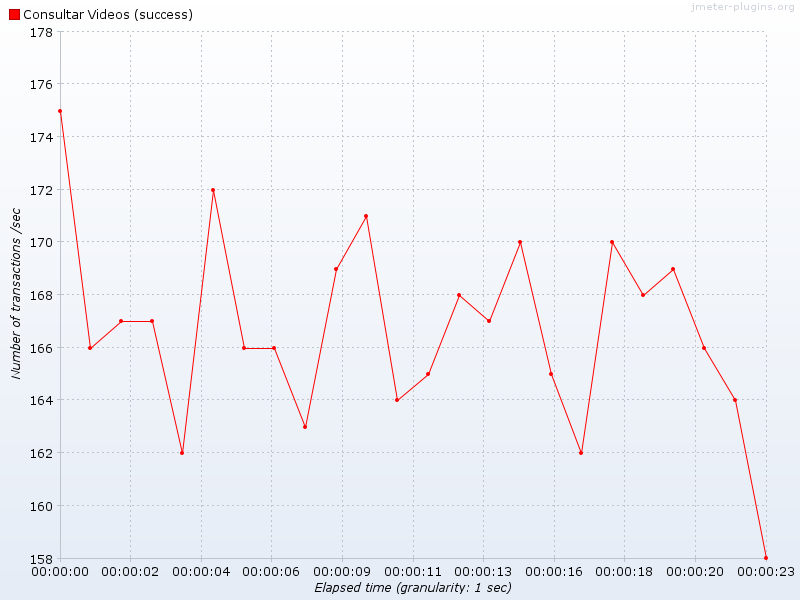 jmeter-plugins.org
Consultar Videos (success)
178
176
174
172
170
168
166
164
162
160
158
Number of transactions /sec
00:00:00 00:00:02 00:00:04 00:00:06 00:00:09 00:00:11 00:00:13 00:00:16 00:00:18 00:00:20 00:00:23
Elapsed time (granularity: 1 sec)